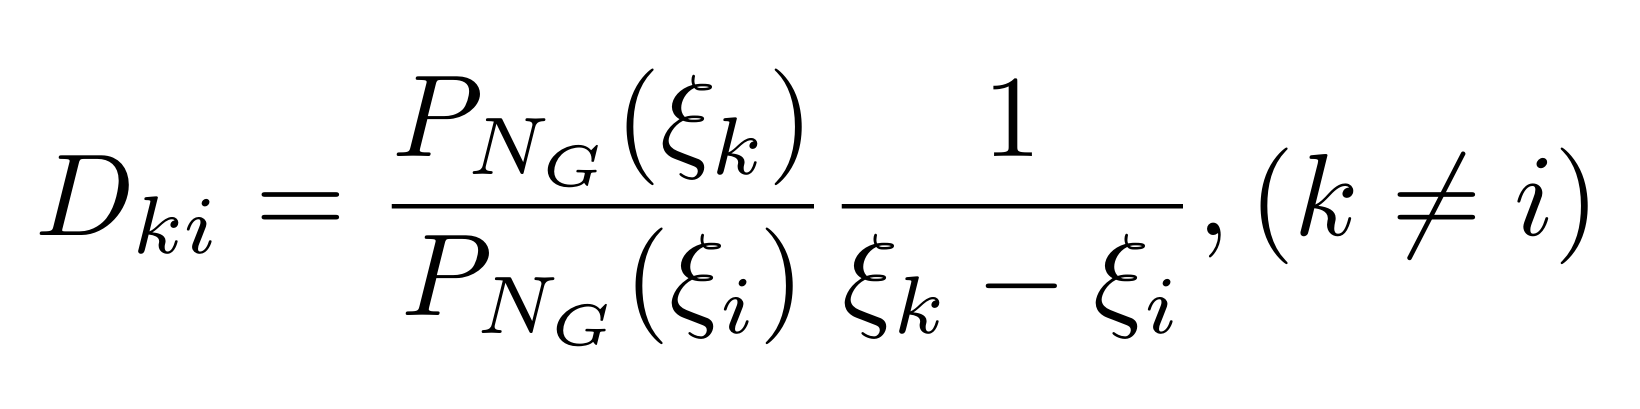 D_{ki} = \frac{P_{N_G}(\xi_k)}{P_{N_G}(\xi_i)} \frac{1}{\xi_k - \xi_i}, (k \neq i)